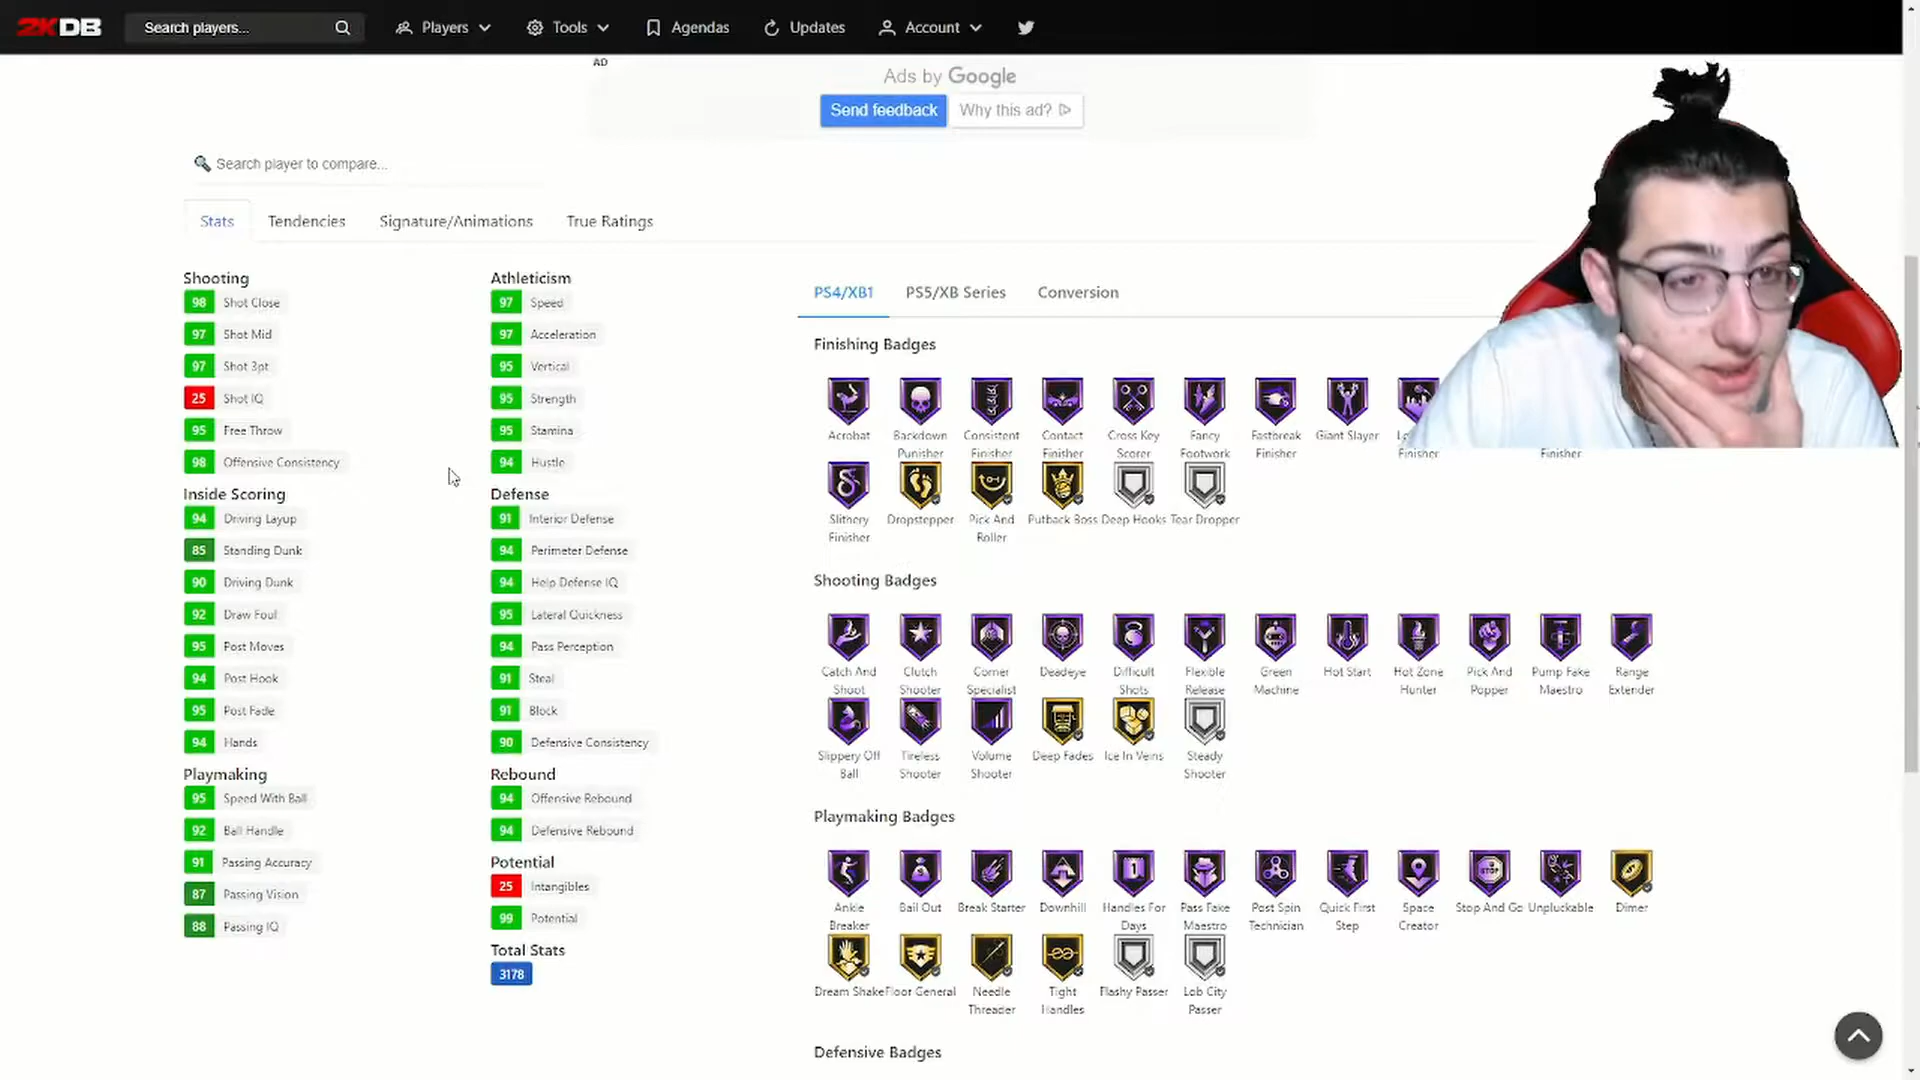 2KDB
Search players...
Players
Tools
Agendas
Updates
Account
AD
Ads by Google
Send feedback
Why this ad?
Search player to compare...
Stats
Tendencies
Signature/Animations
True Ratings
Shooting
98 Shot Close
97 Shot Mid
97 Shot 3pt
25 Shot IQ
95 Free Throw
98 Offensive Consistency
Inside Scoring
94 Driving Layup
85 Standing Dunk
90 Driving Dunk
92 Draw Foul
95 Post Moves
94 Post Hook
95 Post Fade
94 Hands
Playmaking
95 Speed With Ball
92 Ball Handle
91 Passing Accuracy
87 Passing Vision
88 Passing IQ
Athleticism
97 Speed
97 Acceleration
95 Vertical
95 Strength
95 Stamina
94 Hustle
Defense
91 Interior Defense
94 Perimeter Defense
94 Help Defense IQ
95 Lateral Quickness
94 Pass Perception
91 Steal
91 Block
90 Defensive Consistency
Rebound
94 Offensive Rebound
94 Defensive Rebound
Potential
25 Intangibles
99 Potential
Total Stats
3178
PS4/XB1
PS5/XB Series
Conversion
Finishing Badges
Acrobat Backdown Consistent Contact Cross Key Fancy Fastbreak Giant Slayer
Punisher Finisher Finisher Scorer Footwork Finisher Finisher Finisher
Slithery Dropstepper Pick And Putback Boss Deep Hooks Tear Dropper
Finisher Roller
Shooting Badges
Catch And Clutch Corner Deadeye Difficult Flexible Green Hot Start Hot Zone Pick And Pump Fake Range
Shoot Shooter Specialist Shots Release Machine Hunter Popper Maestro Extender
Slippery Off Tireless Volume Deep Fades Ice In Veins Steady
Ball Shooter Shooter Shooter
Playmaking Badges
Ankle Bail Out Break Starter Downhill Handles For Pass Fake Post Spin Quick First Space Stop And Go Unpluckable Dimer
Breaker Days Maestro Technician Step Creator
Dream Shake Floor General Needle Tight Flashy Passer Lob City
Threader Handles Passer
Defensive Badges